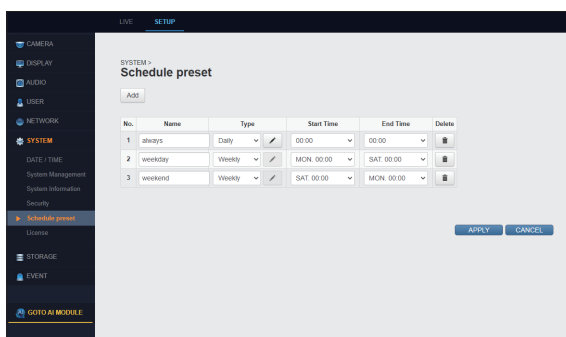 LIVE SETUP
CAMERA
DISPLAY
AUDIO
USER
NETWORK
SYSTEM
DATE / TIME
System Management
System Information
Security
Schedule preset
License
STORAGE
EVENT
GOTO AI MODULE
SYSTEM >
Schedule preset
Add
No. Name Type Start Time End Time Delete
1 always Daily 00:00 00:00
2 weekday Weekly MON. 00:00 SAT. 00:00
3 weekend Weekly SAT. 00:00 MON. 00:00
APPLY CANCEL